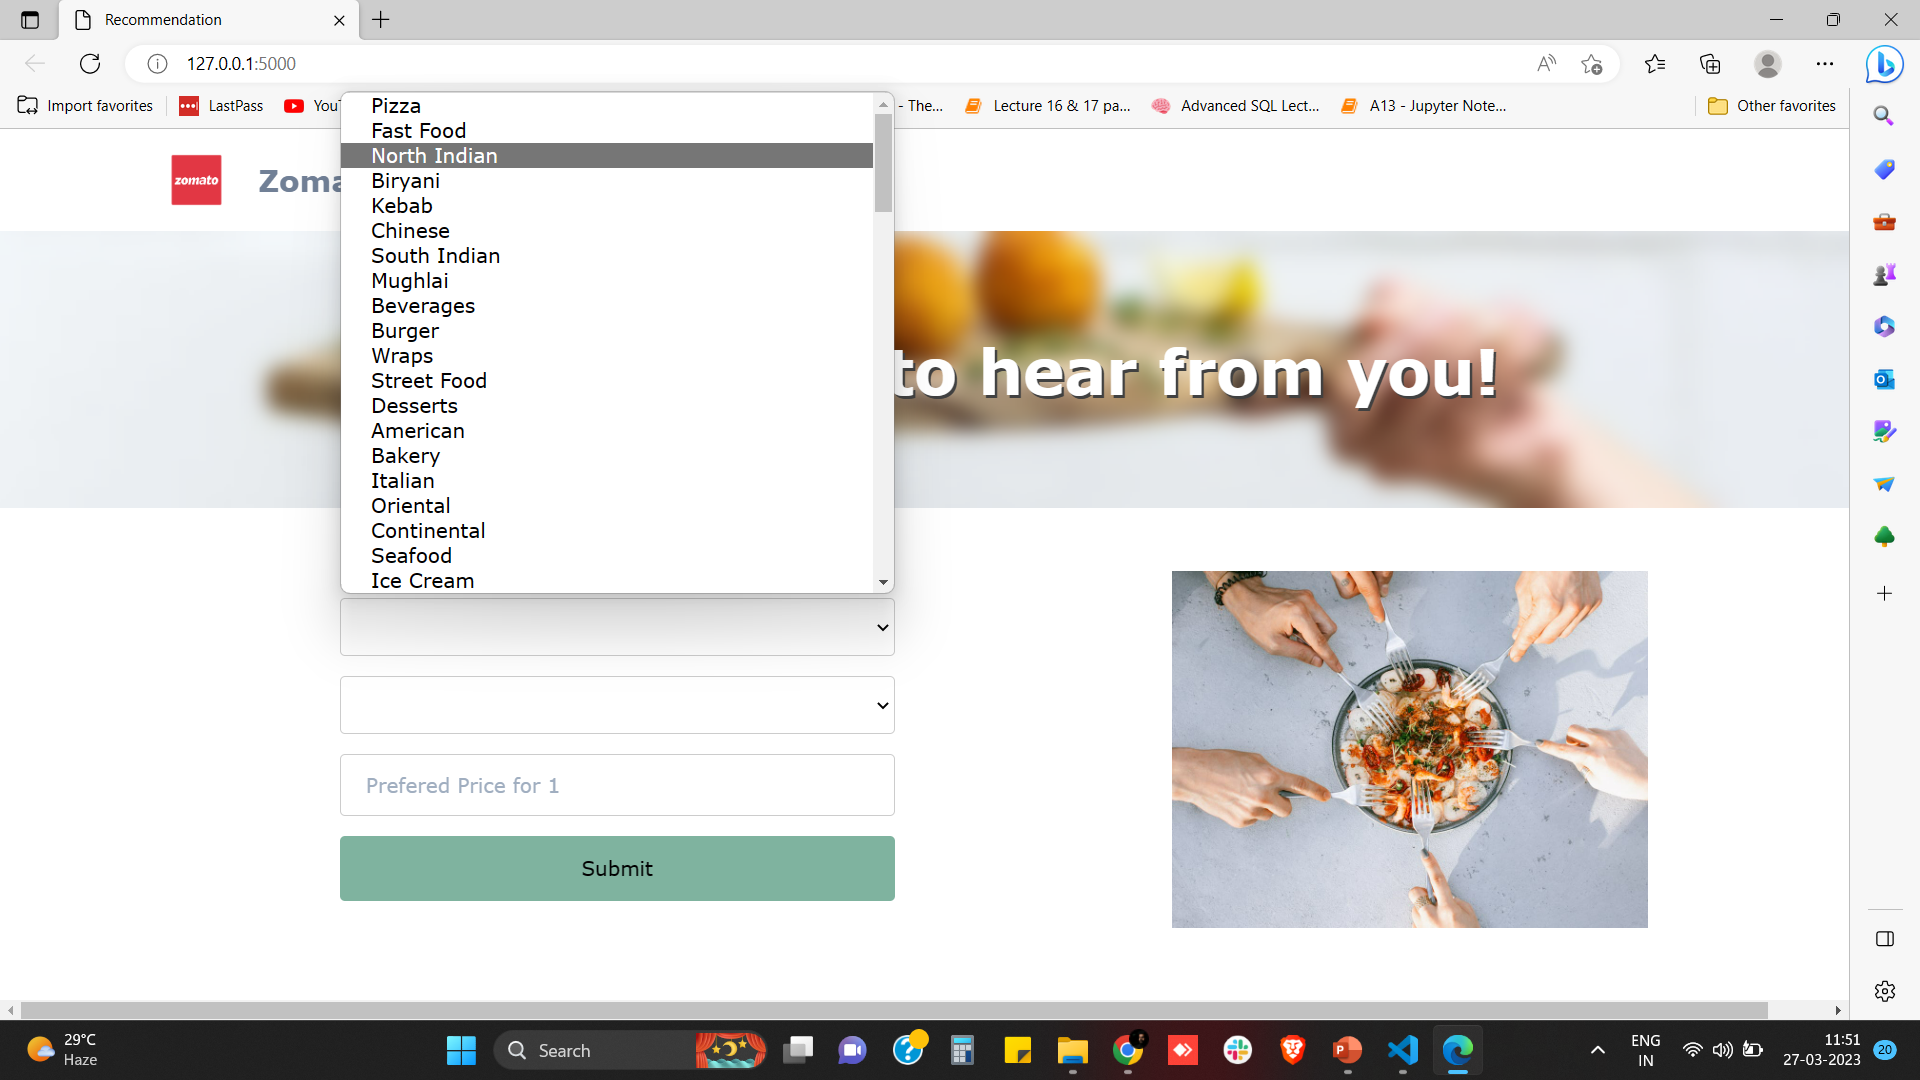 Recommendation
127.0.0.1:5000
Import favorites
LastPass
YouT
- The...
Lecture 16 & 17 pa...
Advanced SQL Lect...
A13 - Jupyter Note...
Other favorites
zomato
Zoma
Pizza
Fast Food
North Indian
Biryani
Kebab
Chinese
South Indian
Mughlai
Beverages
Burger
Wraps
Street Food
Desserts
American
Bakery
Italian
Oriental
Continental
Seafood
Ice Cream
to hear from you!
Prefered Price for 1
Submit
29°C
Haze
Search
ENG
IN
11:51
27-03-2023
20